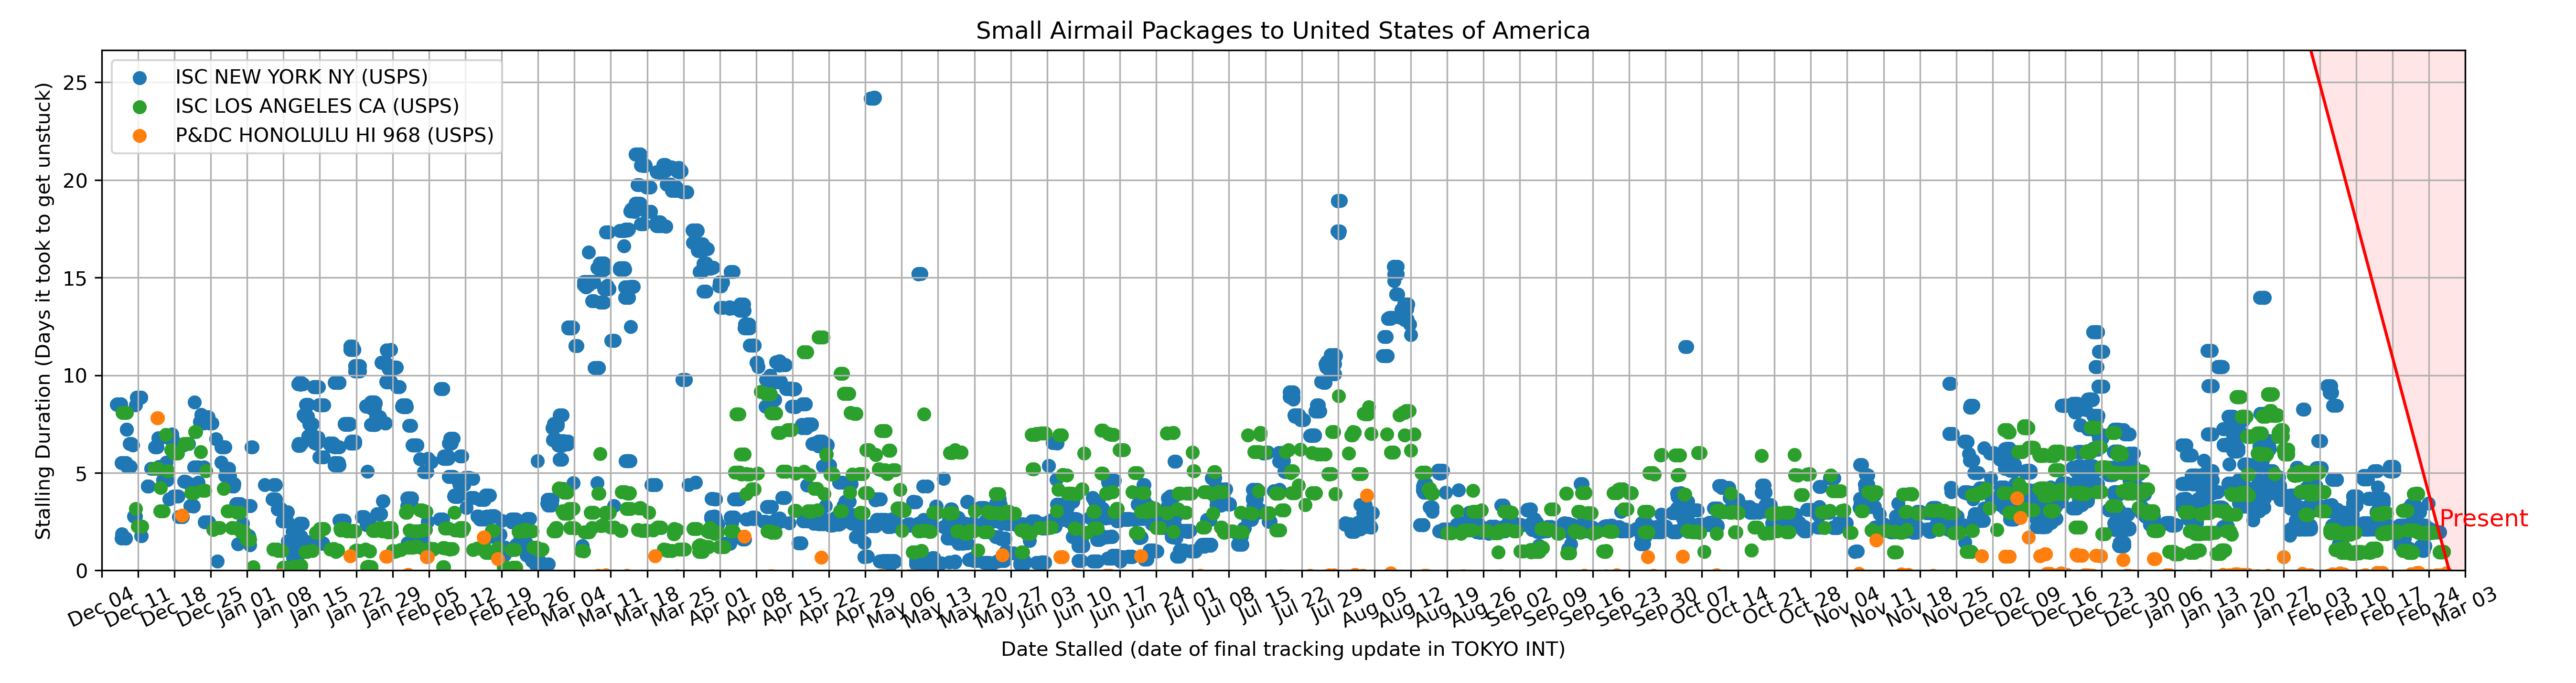 Small Airmail Packages to United States of America
ISC NEW YORK NY (USPS)
ISC LOS ANGELES CA (USPS)
P&DC HONOLULU HI 968 (USPS)
Stalling Duration (Days it took to get unstuck)
25
20
15
10
5
0
Present
Dec 04
Dec 11
Dec 18
Dec 25
Jan 01
Jan 08
Jan 15
Jan 22
Jan 29
Feb 05
Feb 12
Feb 19
Feb 26
Mar 04
Mar 11
Mar 18
Mar 25
Apr 01
Apr 08
Apr 15
Apr 22
Apr 29
May 06
May 13
May 20
May 27
Jun 03
Jun 10
Jun 17
Jun 24
Jul 01
Jul 08
Jul 15
Jul 22
Jul 29
Aug 05
Aug 12
Aug 19
Aug 26
Sep 02
Sep 09
Sep 16
Sep 23
Sep 30
Oct 07
Oct 14
Oct 21
Oct 28
Nov 04
Nov 11
Nov 18
Nov 25
Dec 02
Dec 09
Dec 16
Dec 23
Dec 30
Jan 06
Jan 13
Jan 20
Jan 27
Feb 03
Feb 10
Feb 17
Feb 24
Mar 03
Date Stalled (date of final tracking update in TOKYO INT)